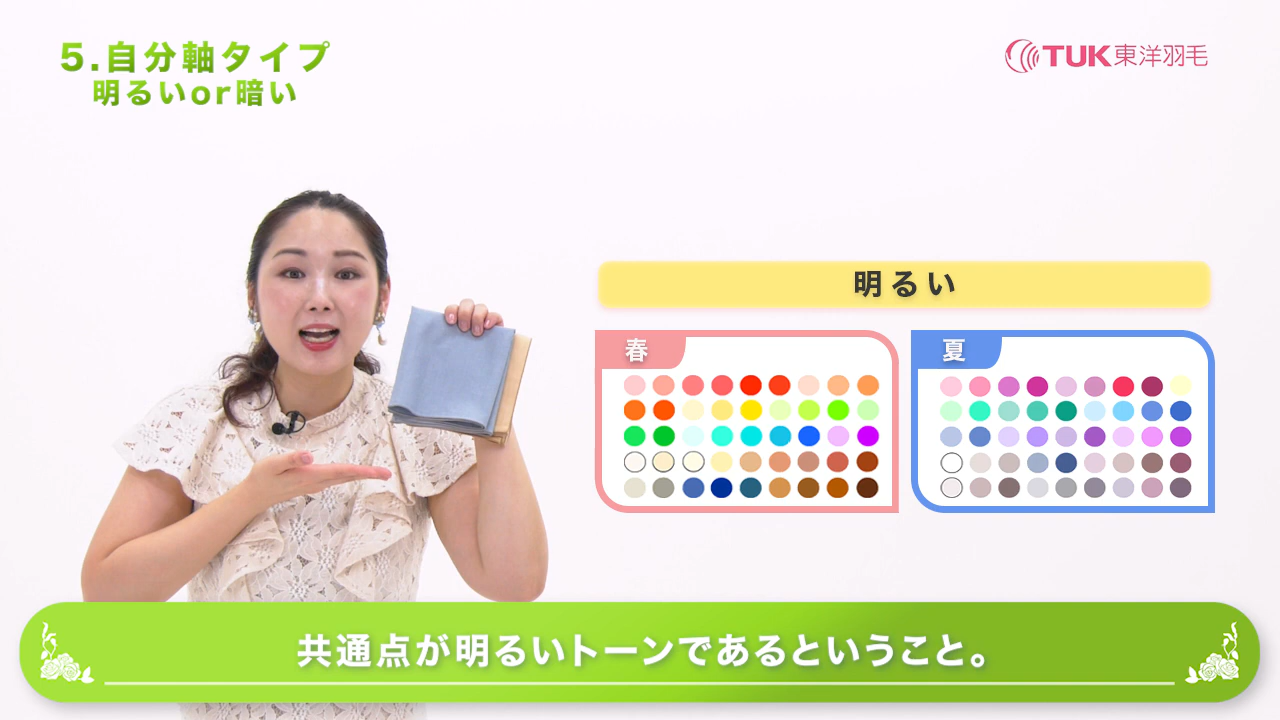 5.自分軸タイプ
明るいor暗い
TUK東洋羽毛
明るい
春
夏
共通点が明るいトーンであるということ。